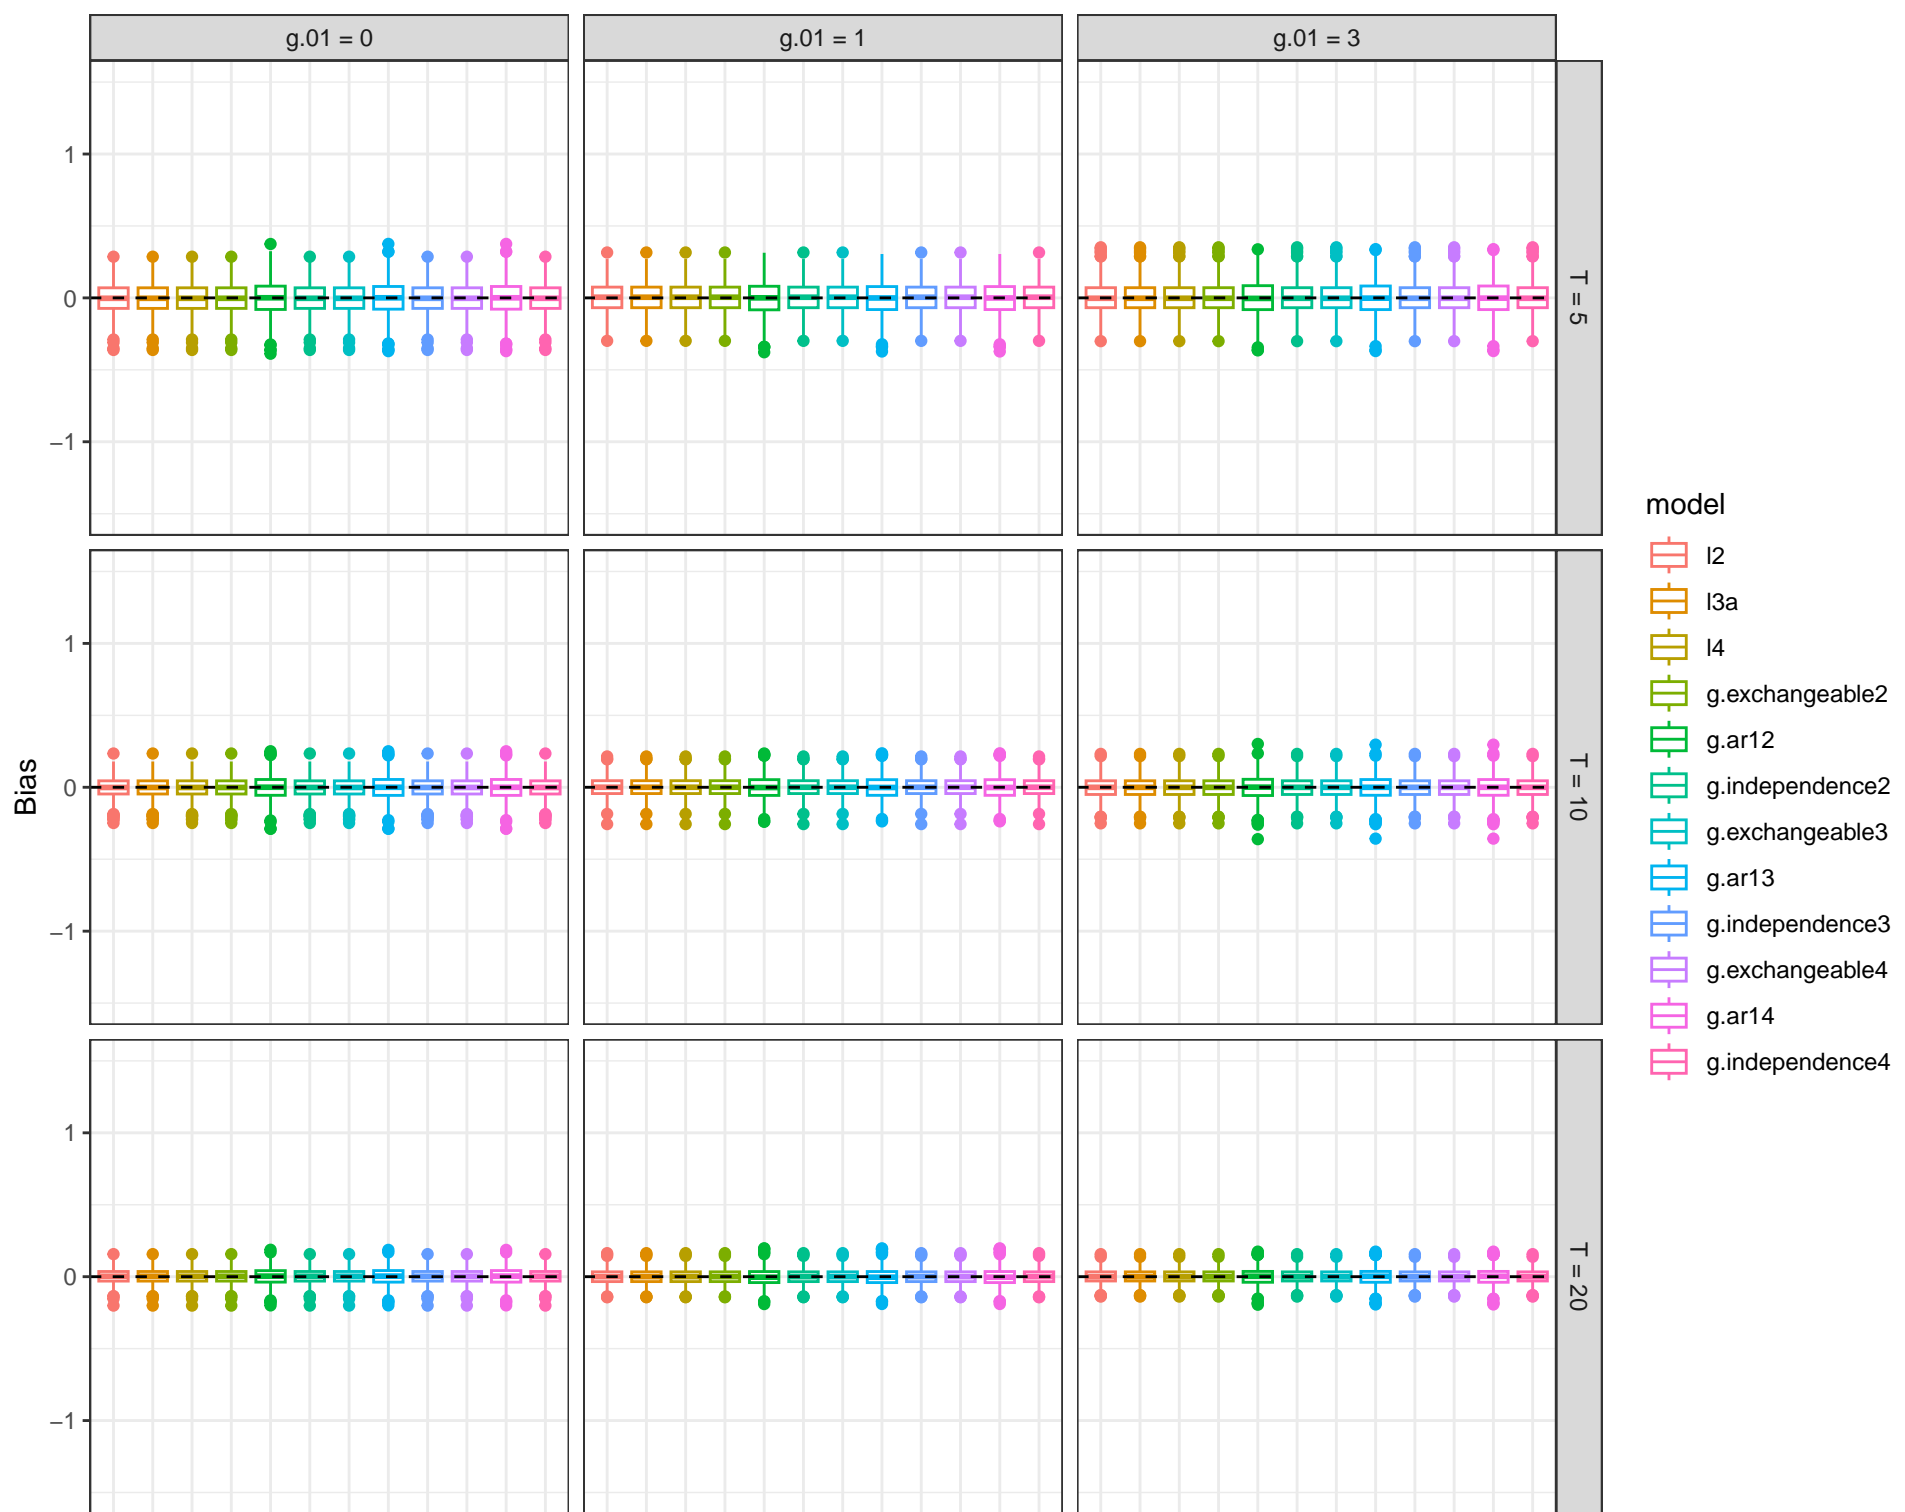 g.01 = 0
g.01 = 1
g.01 = 3
1
0
−1
T = 5
1
0
−1
T = 10
1
0
−1
T = 20
Bias
model
l2
l3a
l4
g.exchangeable2
g.ar12
g.independence2
g.exchangeable3
g.ar13
g.independence3
g.exchangeable4
g.ar14
g.independence4